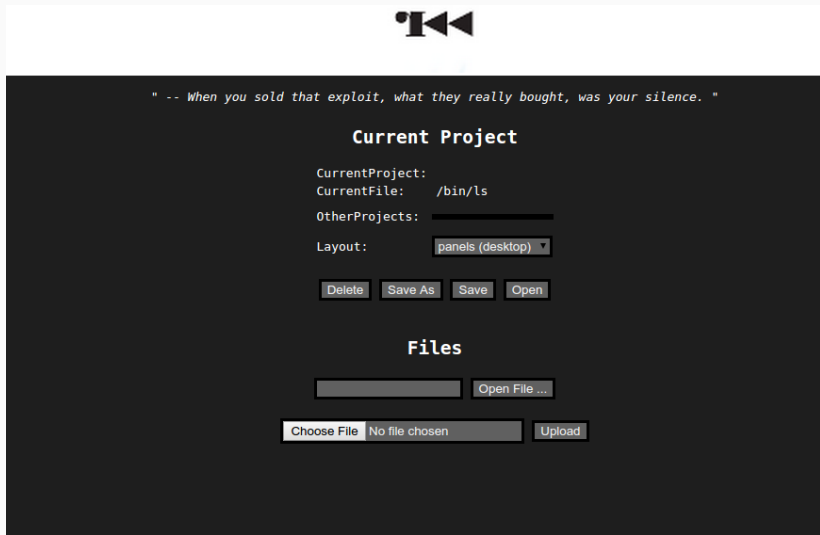 " -- When you sold that exploit, what they really bought, was your silence. "
Current Project
CurrentProject:
CurrentFile: /bin/ls
OtherProjects:
Layout: panels (desktop)
Delete Save As Save Open
Files
Open File ...
Choose File No file chosen Upload